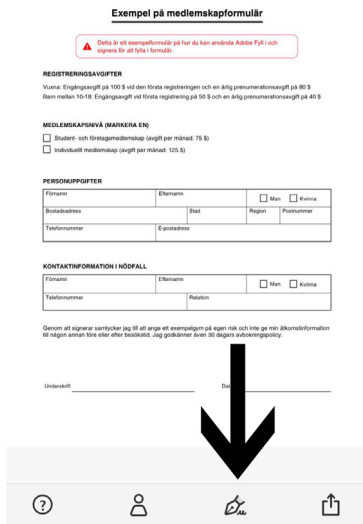 Exempel på medlemskapformulär
Detta är ett exempelformulär på hur du kan använda Adobe Fyll i och
signera för att fylla i formulär.
REGISTRERINGSAVGIFTER
Vuxna: Engångsavgift på 100 $ vid den första registreringen och en årlig prenumerationsavgift på 80 $
Barn mellan 10-18: Engångsavgift vid första registrering på 50 $ och en årlig prenumerationsavgift på 40 $
MEDLEMSKAPSNIVÅ (MARKERA EN)
Student- och företagsmedlemskap (avgift per månad: 75 $)
Individuellt medlemskap (avgift per månad: 125 $)
PERSONUPPGIFTER
Förnamn Efternamn Man Kvinna
Bostadsadress Stad Region Postnummer
Telefonnummer E-postadress
KONTAKTINFORMATION I NÖDFALL
Förnamn Efternamn Man Kvinna
Telefonnummer Relation
Genom att signerar samtycker jag till att ange ett exempelgym på egen risk och inte ge min åtkomstinformation
till någon annan före eller efter besökstid. Jag godkänner även 30 dagars avbokningspolicy.
Underskrift Dat